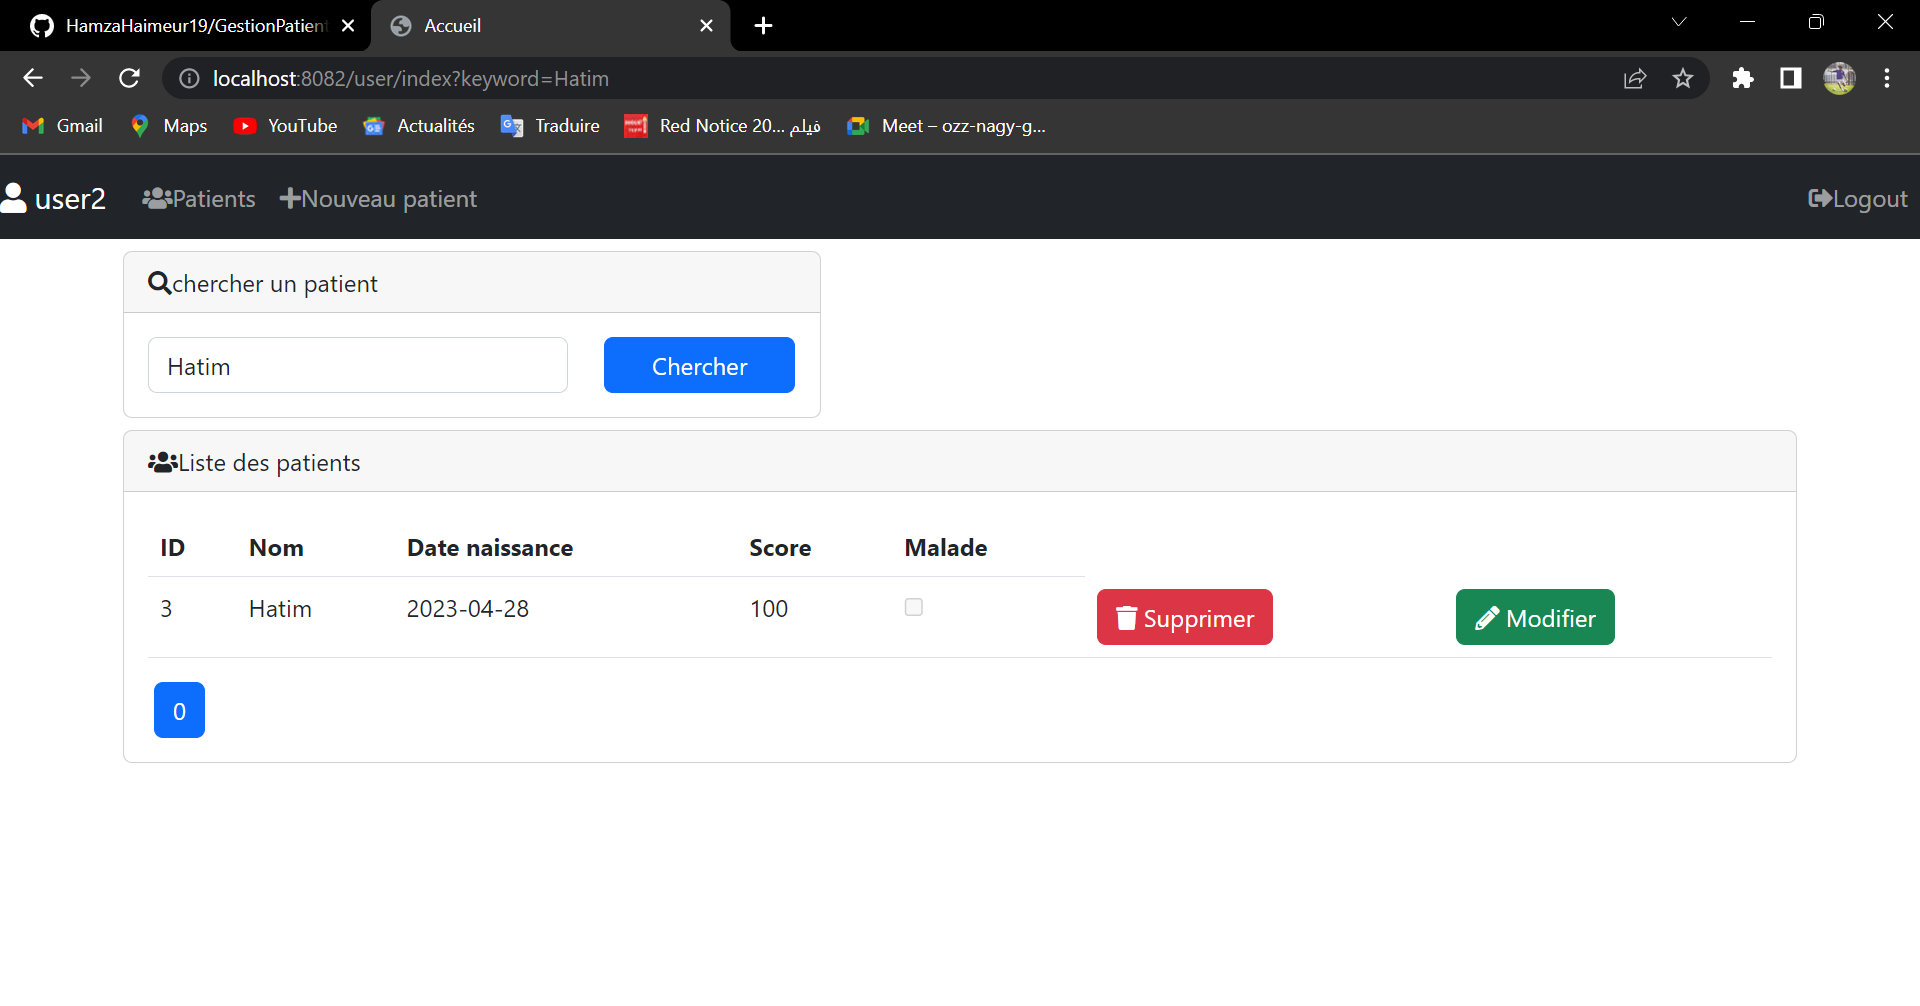 HamzaHaimeur19/GestionPatien
Accueil
localhost:8082/user/index?keyword=Hatim
Gmail
Maps
YouTube
Actualités
Traduire
Red Notice 20... فيلم
Meet – ozz-nagy-g...
user2
Patients
Nouveau patient
Logout
chercher un patient
Hatim
Chercher
Liste des patients
ID Nom Date naissance Score Malade
3 Hatim 2023-04-28 100 Supprimer Modifier
0